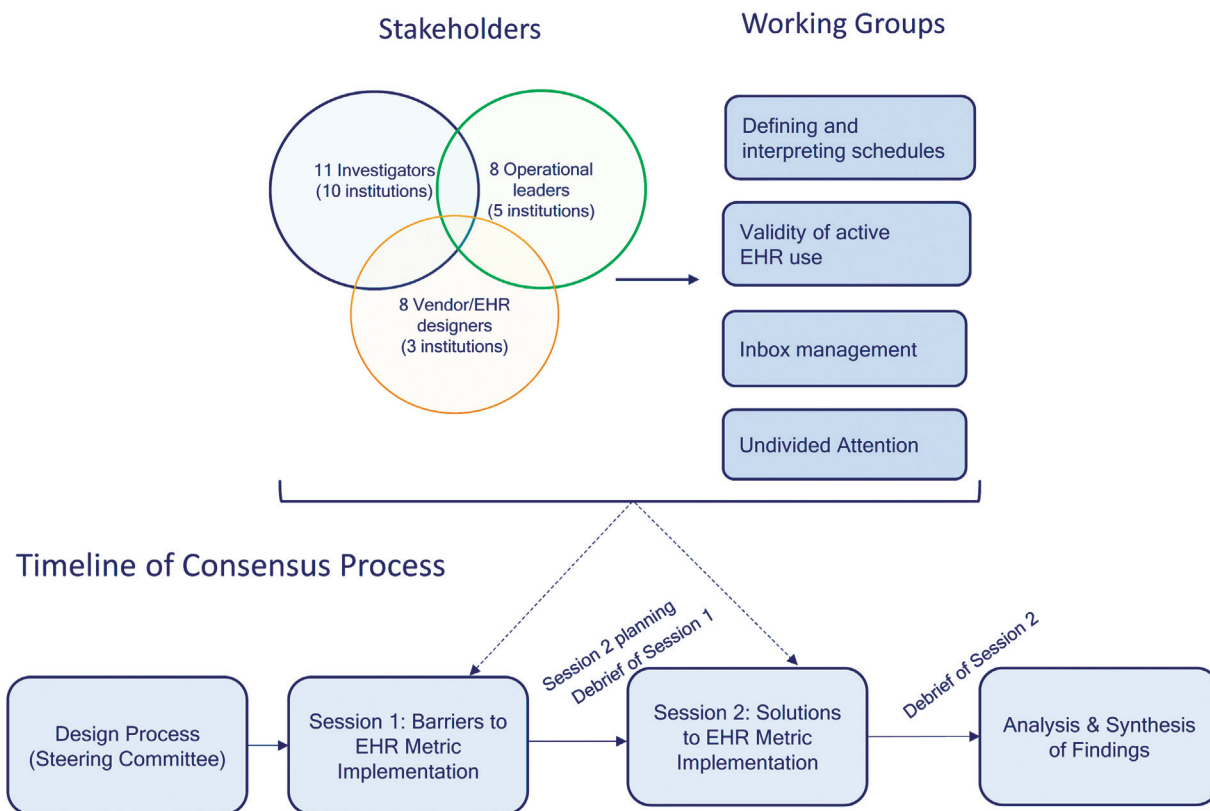 Stakeholders
Working Groups
11 Investigators
(10 institutions)
8 Operational
leaders
(5 institutions)
8 Vendor/EHR
designers
(3 institutions)
Defining and
interpreting schedules
Validity of active
EHR use
Inbox management
Undivided Attention
Timeline of Consensus Process
Design Process
(Steering Committee)
Session 1: Barriers to
EHR Metric
Implementation
Session 2 planning
Debrief of Session 1
Session 2: Solutions
to EHR Metric
Implementation
Debrief of Session 2
Analysis & Synthesis
of Findings